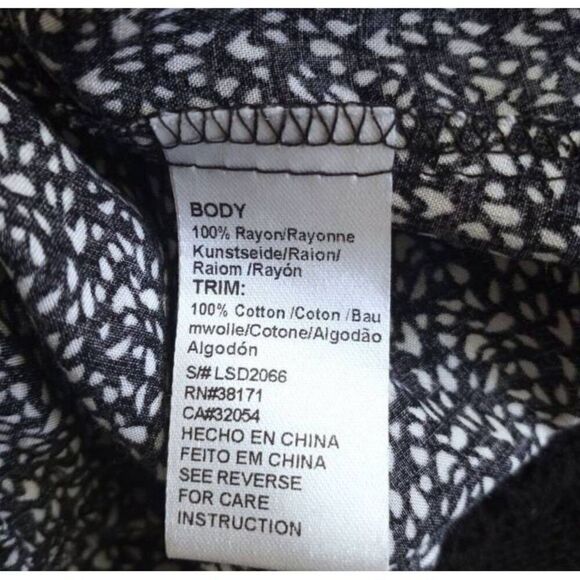 BODY
100% Rayon/Rayonne
Kunstseide/Raion/
Raiom /Rayón
TRIM:
100% Cotton /Coton /Bau
mwolle/Cotone/Algodão
Algodón
S/# LSD2066
RN#38171
CA#32054
HECHO EN CHINA
FEITO EM CHINA
SEE REVERSE
FOR CARE
INSTRUCTION